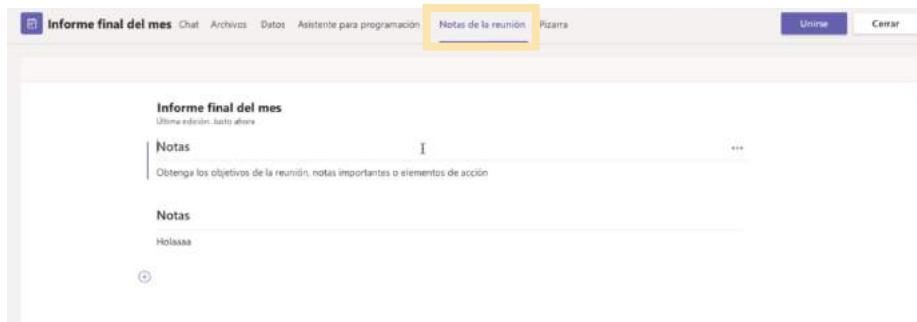 Informe final del mes Chat Archivos Datos Asistente para programación Notas de la reunión Pizarra Unirse Cerrar
Informe final del mes
Última edición: Justo ahora
Notas
Obtenga los objetivos de la reunión, notas importantes o elementos de acción
Notas
Holaaaa